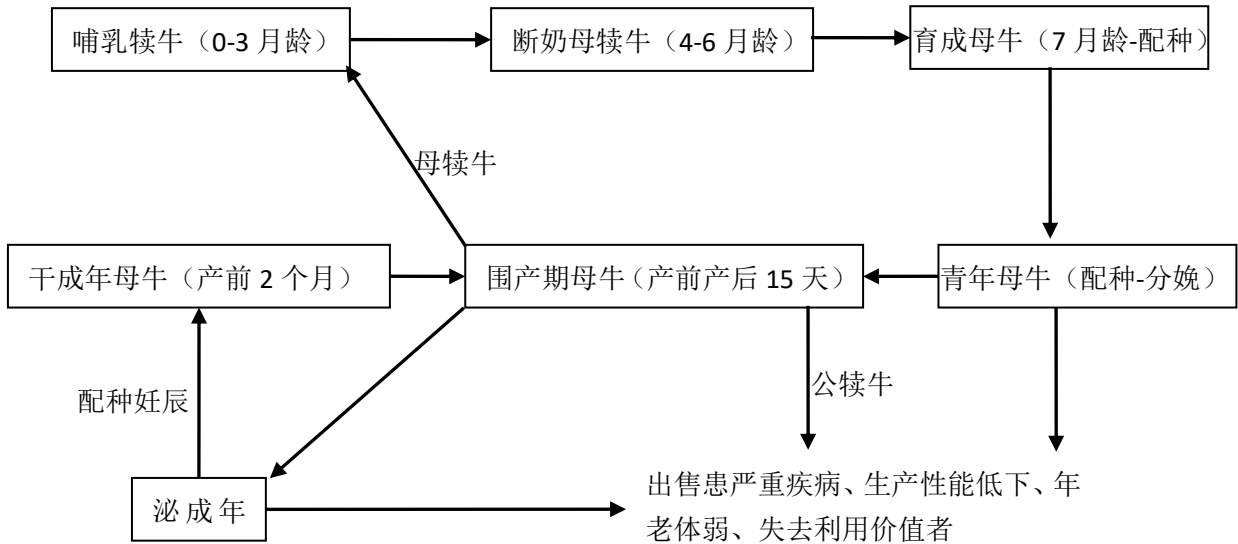 哺乳犊牛（0-3 月龄）
断奶母犊牛（4-6 月龄）
育成母牛（7 月龄-配种）
母犊牛
干成年母牛（产前 2 个月）
围产期母牛（产前产后 15 天）
青年母牛（配种-分娩）
配种妊辰
公犊牛
泌成年
出售患严重疾病、生产性能低下、年
老体弱、失去利用价值者